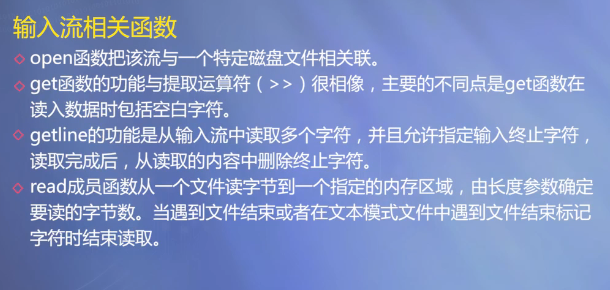 输入流相关函数
open函数把该流与一个特定磁盘文件相关联。
get函数的功能与提取运算符（>>）很相像，主要的不同点是get函数在
读入数据时包括空白字符。
getline的功能是从输入流中读取多个字符，并且允许指定输入终止字符，
读取完成后，从读取的内容中删除终止字符。
read成员函数从一个文件读字节到一个指定的内存区域，由长度参数确定
要读的字节数。当遇到文件结束或者在文本模式文件中遇到文件结束标记
字符时结束读取。